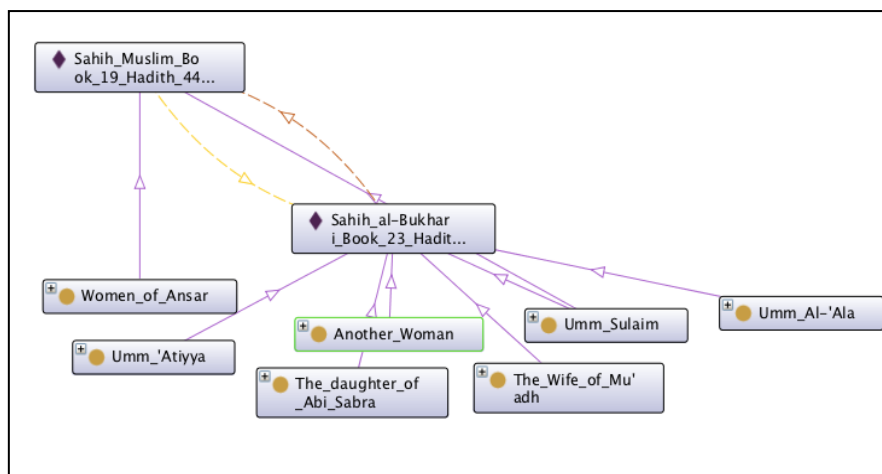 Sahih_Muslim_Bo
ok_19_Hadith_44...
Sahih_al-Bukhar
i_Book_23_Hadit...
Women_of_Ansar
Another_Woman
Umm_Sulaim
Umm_Al-'Ala
Umm_'Atiyya
The_daughter_of
_Abi_Sabra
The_Wife_of_Mu'
adh